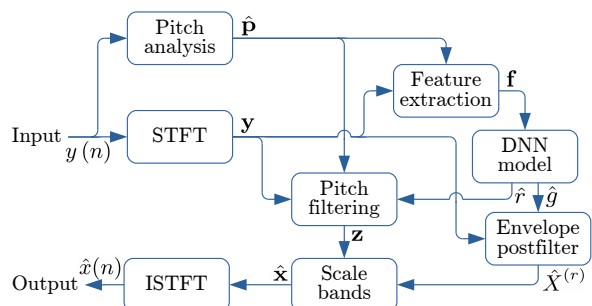 Pitch
analysis
p̂
Feature
extraction
f
Input
y (n)
STFT
y
DNN
model
r̂
ĝ
Pitch
filtering
z
Envelope
postfilter
X̂⁽ʳ⁾
Output
x̂(n)
ISTFT
x̂
Scale
bands